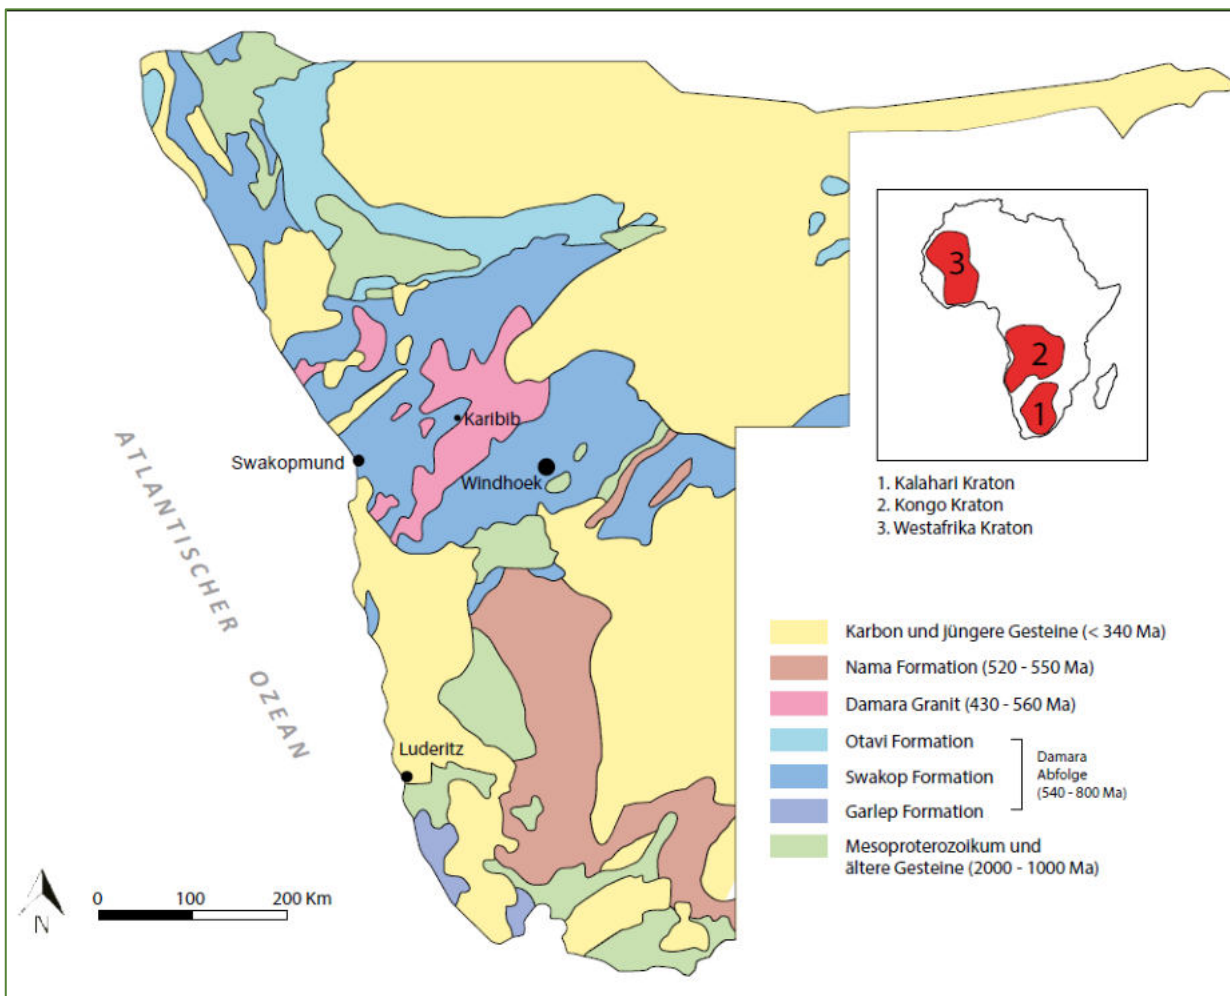 Karibib
Swakopmund
Windhoek
ATLANTISCHER
OZEAN
Luderitz
N
0
100
200 Km
3
2
1
1. Kalahari Kraton
2. Kongo Kraton
3. Westafrika Kraton
Karbon und jüngere Gesteine (< 340 Ma)
Nama Formation (520 - 550 Ma)
Damara Granit (430 - 560 Ma)
Otavi Formation
Swakop Formation
Garlep Formation
Damara
Abfolge
(540 - 800 Ma)
Mesoproterozoikum und
ältere Gesteine (2000 - 1000 Ma)